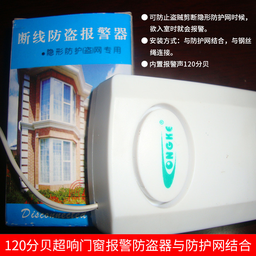 断线防盗报警器
●隐形防护盗网专用
●可防止盗贼剪断隐形防护网时候,
欲入室时就会报警。
●安装方式:与防护网结合,与钢丝
绳连接。
●内置报警声120分贝
CHGHE
120分贝超响门窗报警防盗器与防护网结合